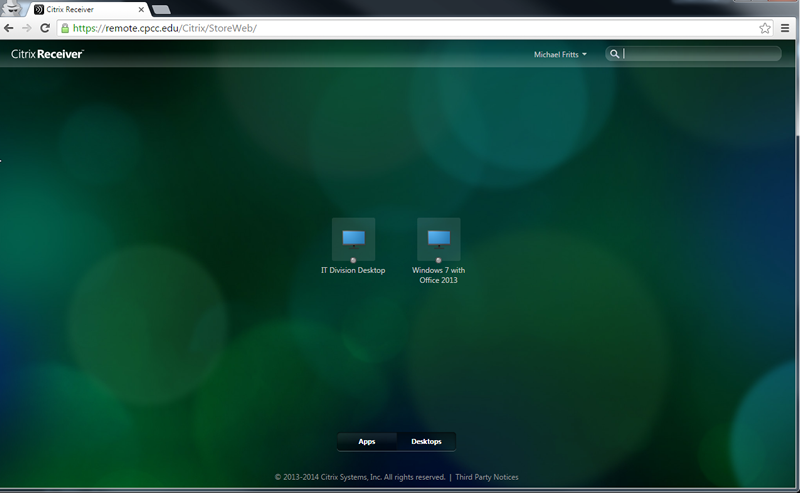 Citrix Receiver
https://remote.cpcc.edu/Citrix/StoreWeb/
Citrix Receiver™
Michael Fritts
IT Division Desktop
Windows 7 with
Office 2013
Apps
Desktops
© 2013-2014 Citrix Systems, Inc. All rights reserved. | Third Party Notices